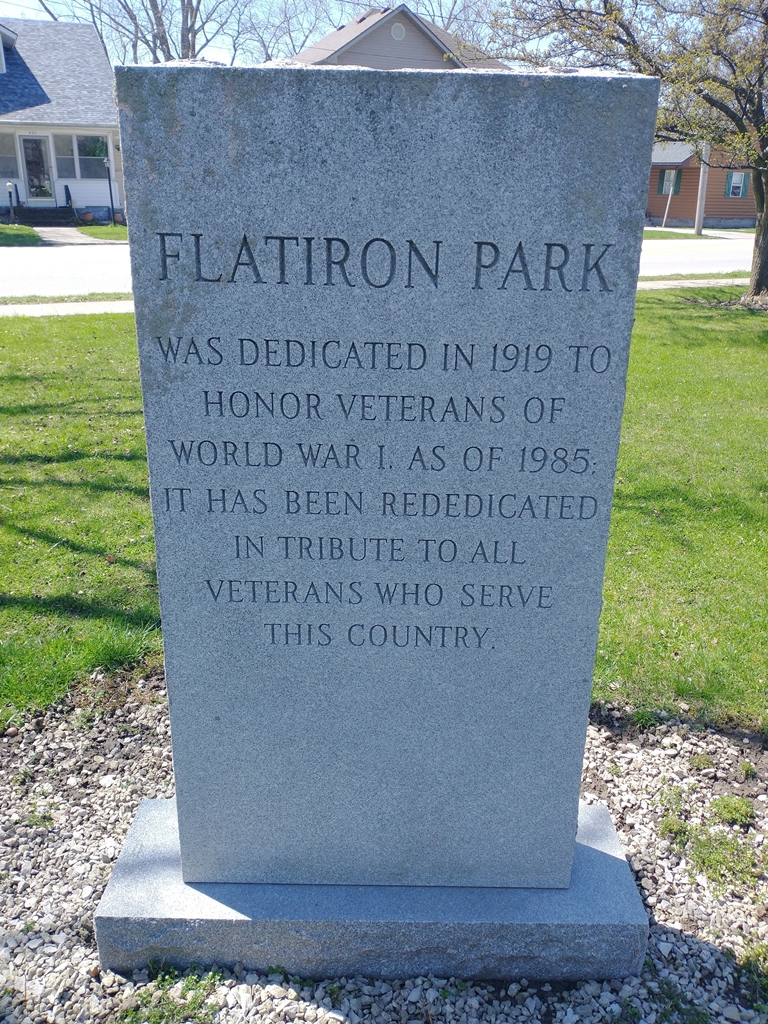 FLATIRON PARK
WAS DEDICATED IN 1919 TO
HONOR VETERANS OF
WORLD WAR I. AS OF 1985:
IT HAS BEEN REDEDICATED
IN TRIBUTE TO ALL
VETERANS WHO SERVE
THIS COUNTRY.